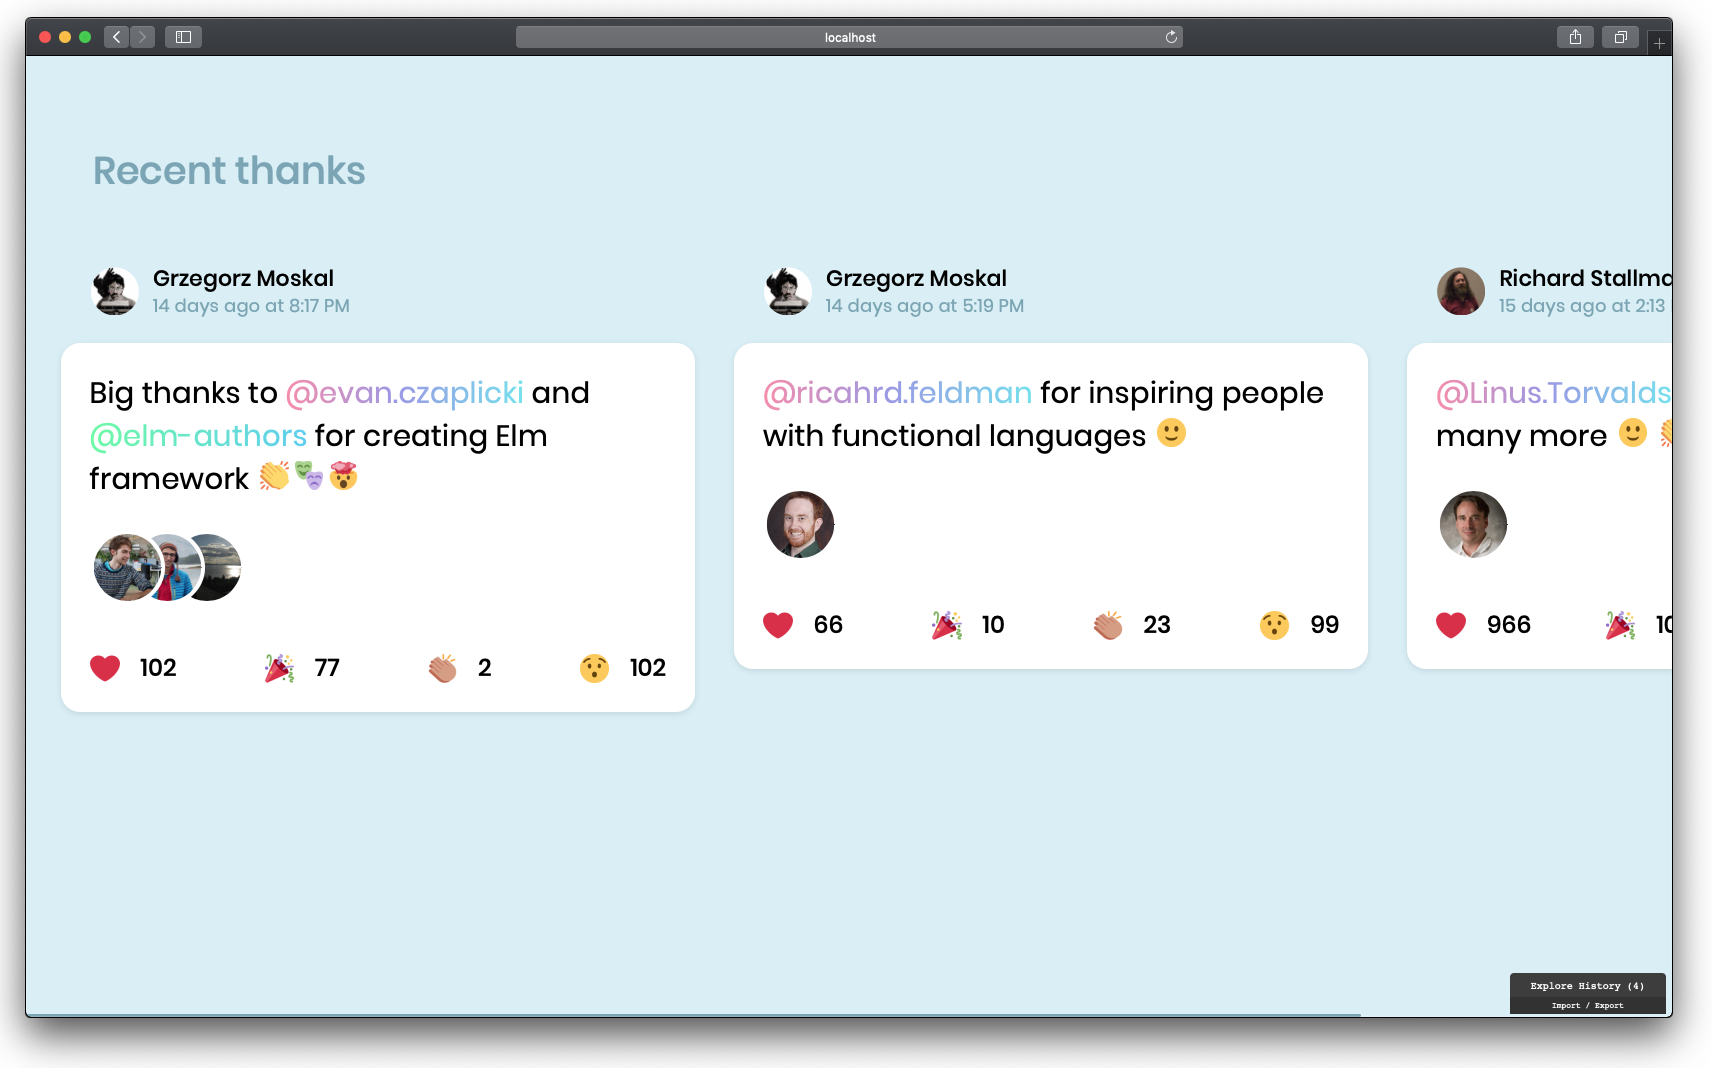 localhost
Recent thanks
Grzegorz Moskal
14 days ago at 8:17 PM
Big thanks to @evan.czaplicki and
@elm-authors for creating Elm
framework 👏🎭🤯
102 77 2 102
Grzegorz Moskal
14 days ago at 5:19 PM
@ricahrd.feldman for inspiring people
with functional languages 🙂
66 10 23 99
Richard Stallma
15 days ago at 2:13
@Linus.Torvalds
many more 🙂 👏
966 10
Explore History (4)
Import / Export